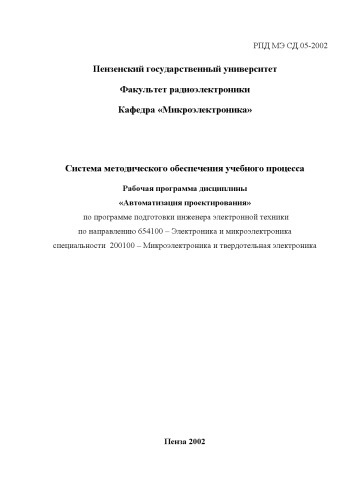 РПД МЭ СД.05-2002
Пензенский государственный университет
Факультет радиоэлектроники
Кафедра «Микроэлектроника»
Система методического обеспечения учебного процесса
Рабочая программа дисциплины
«Автоматизация проектирования»
по программе подготовки инженера электронной техники
по направлению 654100 – Электроника и микроэлектроника
специальности 200100 – Микроэлектроника и твердотельная электроника
Пенза 2002